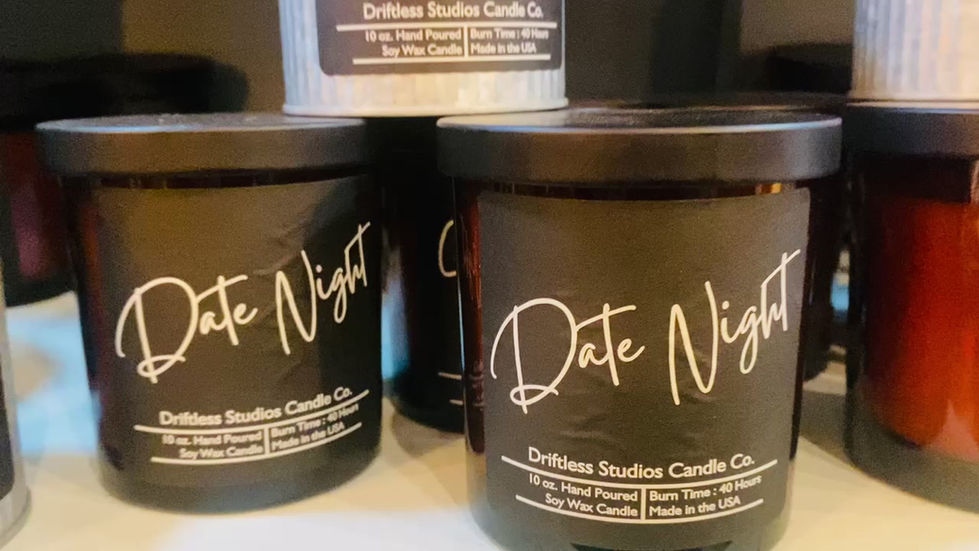 Driftless Studios Candle Co.
10 oz. Hand Poured
Soy Wax Candle
Burn Time : 40 Hours
Made in the USA
Date Night
Driftless Studios Candle Co.
10 oz. Hand Poured
Soy Wax Candle
Burn Time : 40 Hours
Made in the USA
Date Night
Driftless Studios Candle Co.
10 oz. Hand Poured
Soy Wax Candle
Burn Time : 40 Hours
Made in the USA